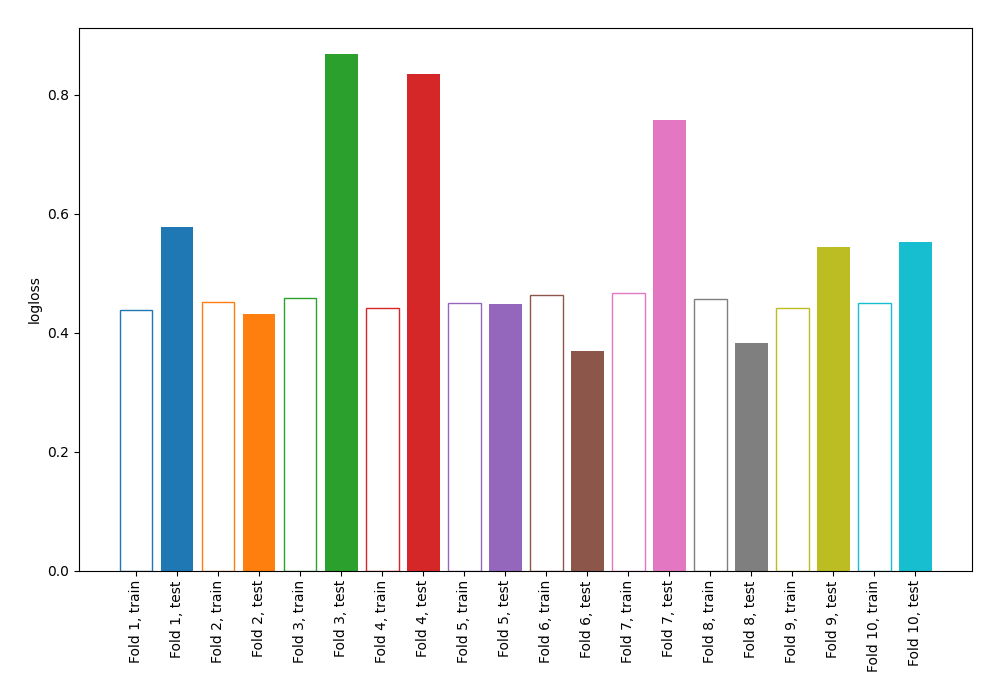 logloss
0.8
0.6
0.4
0.2
0.0
Fold 1, train
Fold 1, test
Fold 2, train
Fold 2, test
Fold 3, train
Fold 3, test
Fold 4, train
Fold 4, test
Fold 5, train
Fold 5, test
Fold 6, train
Fold 6, test
Fold 7, train
Fold 7, test
Fold 8, train
Fold 8, test
Fold 9, train
Fold 9, test
Fold 10, train
Fold 10, test